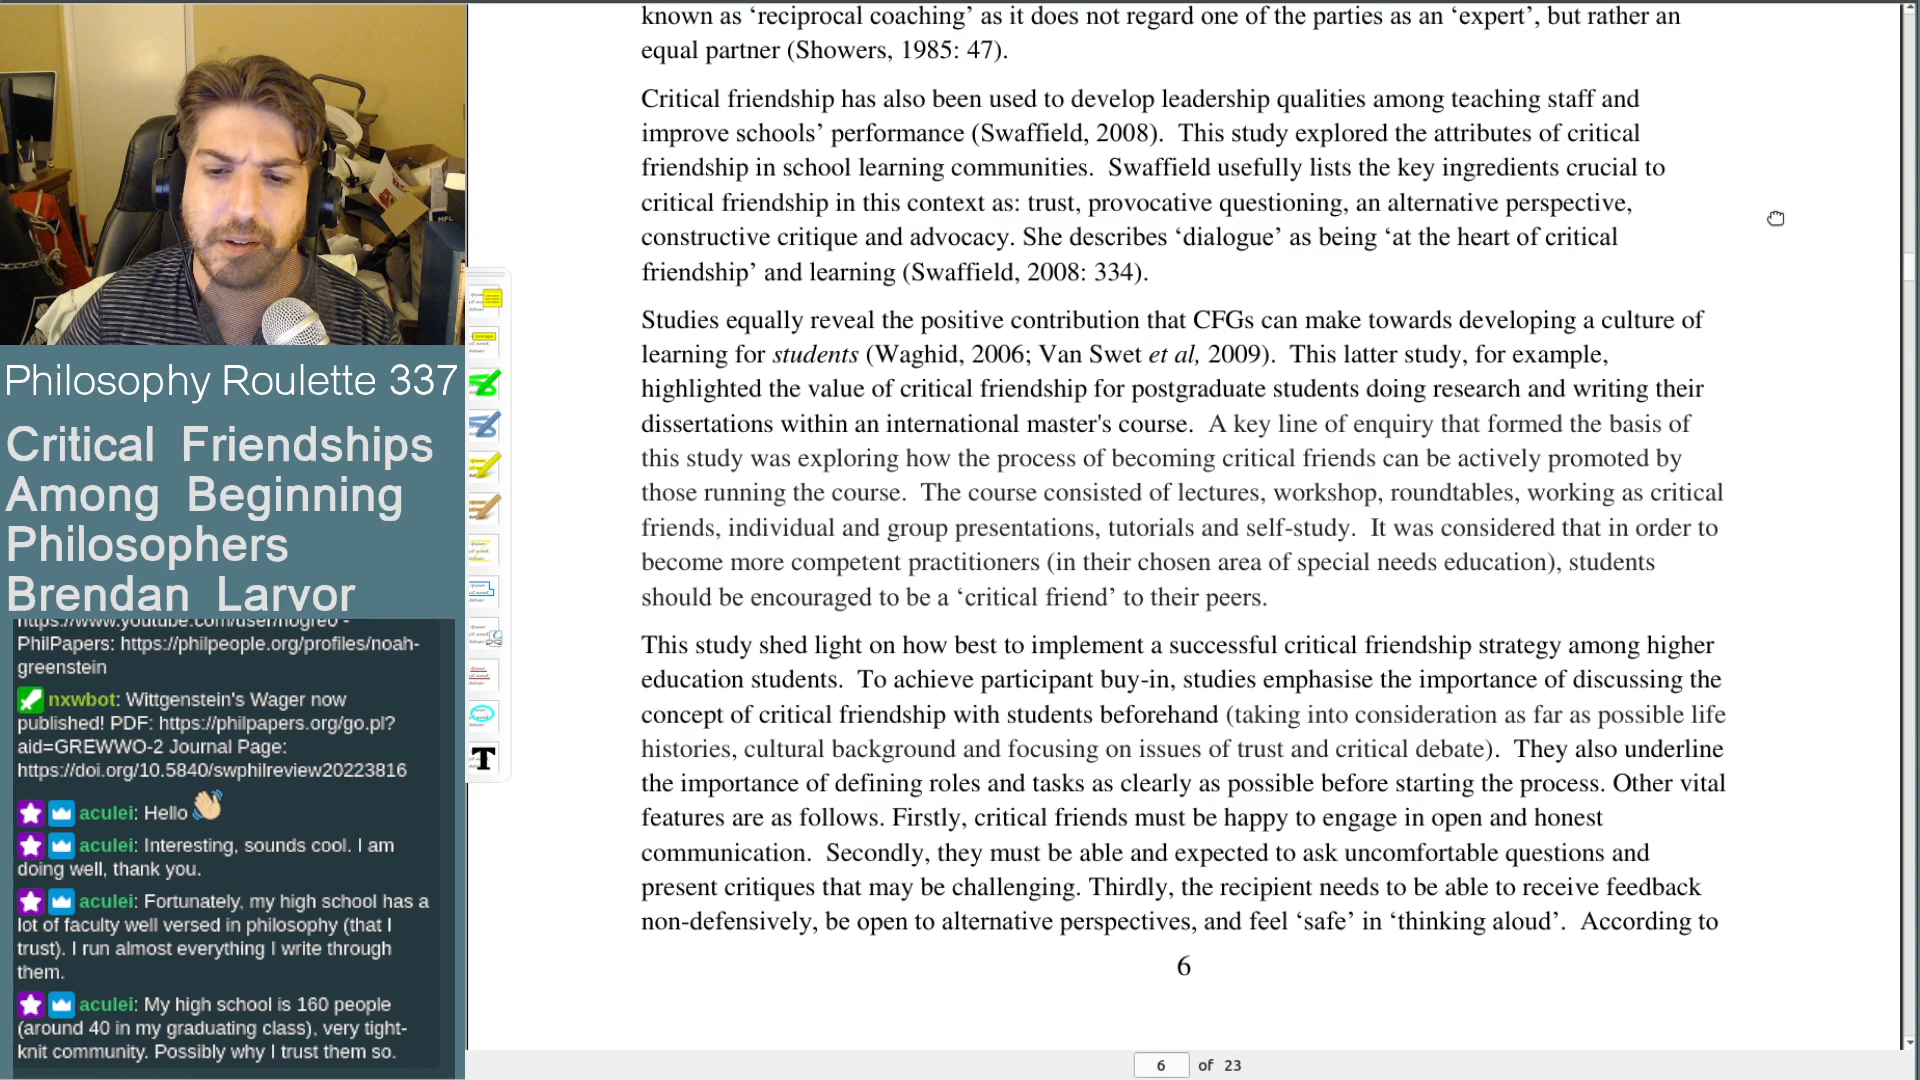 known as ‘reciprocal coaching’ as it does not regard one of the parties as an ‘expert’, but rather an
equal partner (Showers, 1985: 47).
Critical friendship has also been used to develop leadership qualities among teaching staff and
improve schools’ performance (Swaffield, 2008).  This study explored the attributes of critical
friendship in school learning communities.  Swaffield usefully lists the key ingredients crucial to
critical friendship in this context as: trust, provocative questioning, an alternative perspective,
constructive critique and advocacy. She describes ‘dialogue’ as being ‘at the heart of critical
friendship’ and learning (Swaffield, 2008: 334).
Studies equally reveal the positive contribution that CFGs can make towards developing a culture of
learning for students (Waghid, 2006; Van Swet et al, 2009).  This latter study, for example,
highlighted the value of critical friendship for postgraduate students doing research and writing their
dissertations within an international master's course.  A key line of enquiry that formed the basis of
this study was exploring how the process of becoming critical friends can be actively promoted by
those running the course.  The course consisted of lectures, workshop, roundtables, working as critical
friends, individual and group presentations, tutorials and self-study.  It was considered that in order to
become more competent practitioners (in their chosen area of special needs education), students
should be encouraged to be a ‘critical friend’ to their peers.
This study shed light on how best to implement a successful critical friendship strategy among higher
education students.  To achieve participant buy-in, studies emphasise the importance of discussing the
concept of critical friendship with students beforehand (taking into consideration as far as possible life
histories, cultural background and focusing on issues of trust and critical debate).  They also underline
the importance of defining roles and tasks as clearly as possible before starting the process. Other vital
features are as follows. Firstly, critical friends must be happy to engage in open and honest
communication.  Secondly, they must be able and expected to ask uncomfortable questions and
present critiques that may be challenging. Thirdly, the recipient needs to be able to receive feedback
non-defensively, be open to alternative perspectives, and feel ‘safe’ in ‘thinking aloud’.  According to
6
6 of 23
T
Philosophy Roulette 337
Critical Friendships
Among Beginning
Philosophers
Brendan Larvor
https://www.youtube.com/user/nogre0 -
PhilPapers: https://philpeople.org/profiles/noah-
greenstein
nxwbot: Wittgenstein's Wager now
published! PDF: https://philpapers.org/go.pl?
aid=GREWWO-2 Journal Page:
https://doi.org/10.5840/swphilreview20223816
aculei: Hello
aculei: Interesting, sounds cool. I am
doing well, thank you.
aculei: Fortunately, my high school has a
lot of faculty well versed in philosophy (that I
trust). I run almost everything I write through
them.
aculei: My high school is 160 people
(around 40 in my graduating class), very tight-
knit community. Possibly why I trust them so.